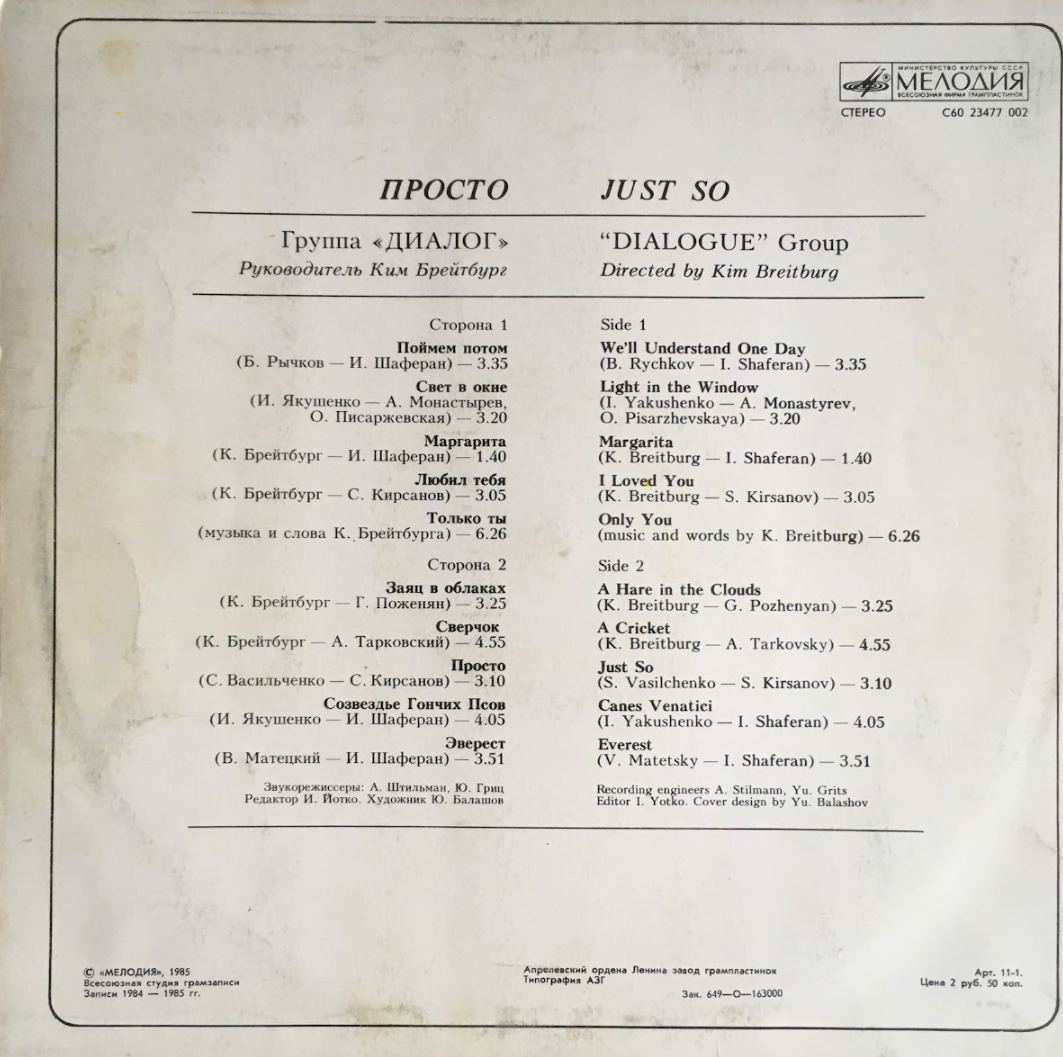 МИНИСТЕРСТВО КУЛЬТУРЫ СССР
МЕЛОДИЯ
ВСЕСОЮЗНАЯ ФИРМА ГРАМПЛАСТИНОК
СТЕРЕО С60 23477 002
ПРОСТО
Группа «ДИАЛОГ»
Руководитель Ким Брейтбург
Сторона 1
Поймем потом
(Б. Рычков — И. Шаферан) — 3.35
Свет в окне
(И. Якушенко — А. Монастырев,
О. Писаржевская) — 3.20
Маргарита
(К. Брейтбург — И. Шаферан) — 1.40
Любил тебя
(К. Брейтбург — С. Кирсанов) — 3.05
Только ты
(музыка и слова К. Брейтбурга) — 6.26
Сторона 2
Заяц в облаках
(К. Брейтбург — Г. Поженян) — 3.25
Сверчок
(К. Брейтбург — А. Тарковский) — 4.55
Просто
(С. Васильченко — С. Кирсанов) — 3.10
Созвездье Гончих Псов
(И. Якушенко — И. Шаферан) — 4.05
Эверест
(В. Матецкий — И. Шаферан) — 3.51
Звукорежиссеры: А. Штильман, Ю. Гриц
Редактор И. Йотко. Художник Ю. Балашов
JUST SO
“DIALOGUE” Group
Directed by Kim Breitburg
Side 1
We'll Understand One Day
(B. Rychkov — I. Shaferan) — 3.35
Light in the Window
(I. Yakushenko — A. Monastyrev,
O. Pisarzhevskaya) — 3.20
Margarita
(K. Breitburg — I. Shaferan) — 1.40
I Loved You
(K. Breitburg — S. Kirsanov) — 3.05
Only You
(music and words by K. Breitburg) — 6.26
Side 2
A Hare in the Clouds
(K. Breitburg — G. Pozhenyan) — 3.25
A Cricket
(K. Breitburg — A. Tarkovsky) — 4.55
Just So
(S. Vasilchenko — S. Kirsanov) — 3.10
Canes Venatici
(I. Yakushenko — I. Shaferan) — 4.05
Everest
(V. Matetsky — I. Shaferan) — 3.51
Recording engineers A. Stilmann, Yu. Grits
Editor I. Yotko. Cover design by Yu. Balashov
© «МЕЛОДИЯ», 1985
Всесоюзная студия грамзаписи
Записи 1984 — 1985 гг.
Апрелевский ордена Ленина завод грампластинок
Типография АЗГ
Зак. 649—О—163000
Арт. 11-1.
Цена 2 руб. 50 коп.